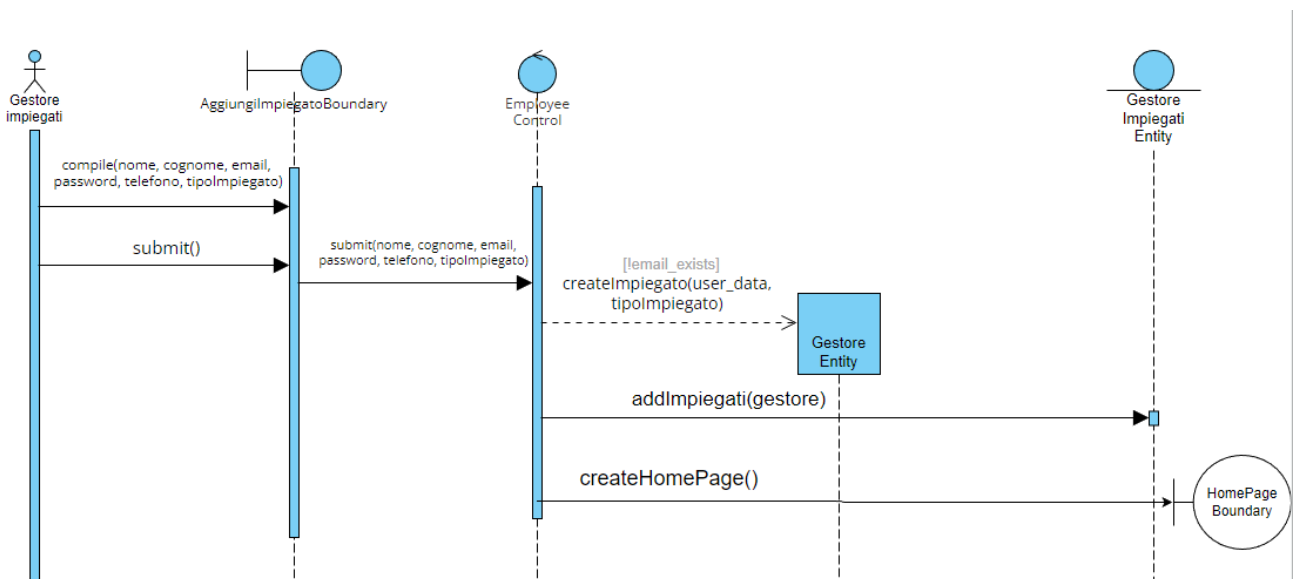 Gestore
impiegati
AggiungiImpiegatoBoundary
Employee
Control
Gestore
Impiegati
Entity
compile(nome, cognome, email,
password, telefono, tipoImpiegato)
submit()
submit(nome, cognome, email,
password, telefono, tipoImpiegato)
[!email_exists]
createImpiegato(user_data,
tipoImpiegato)
Gestore
Entity
addImpiegati(gestore)
createHomePage()
HomePage
Boundary